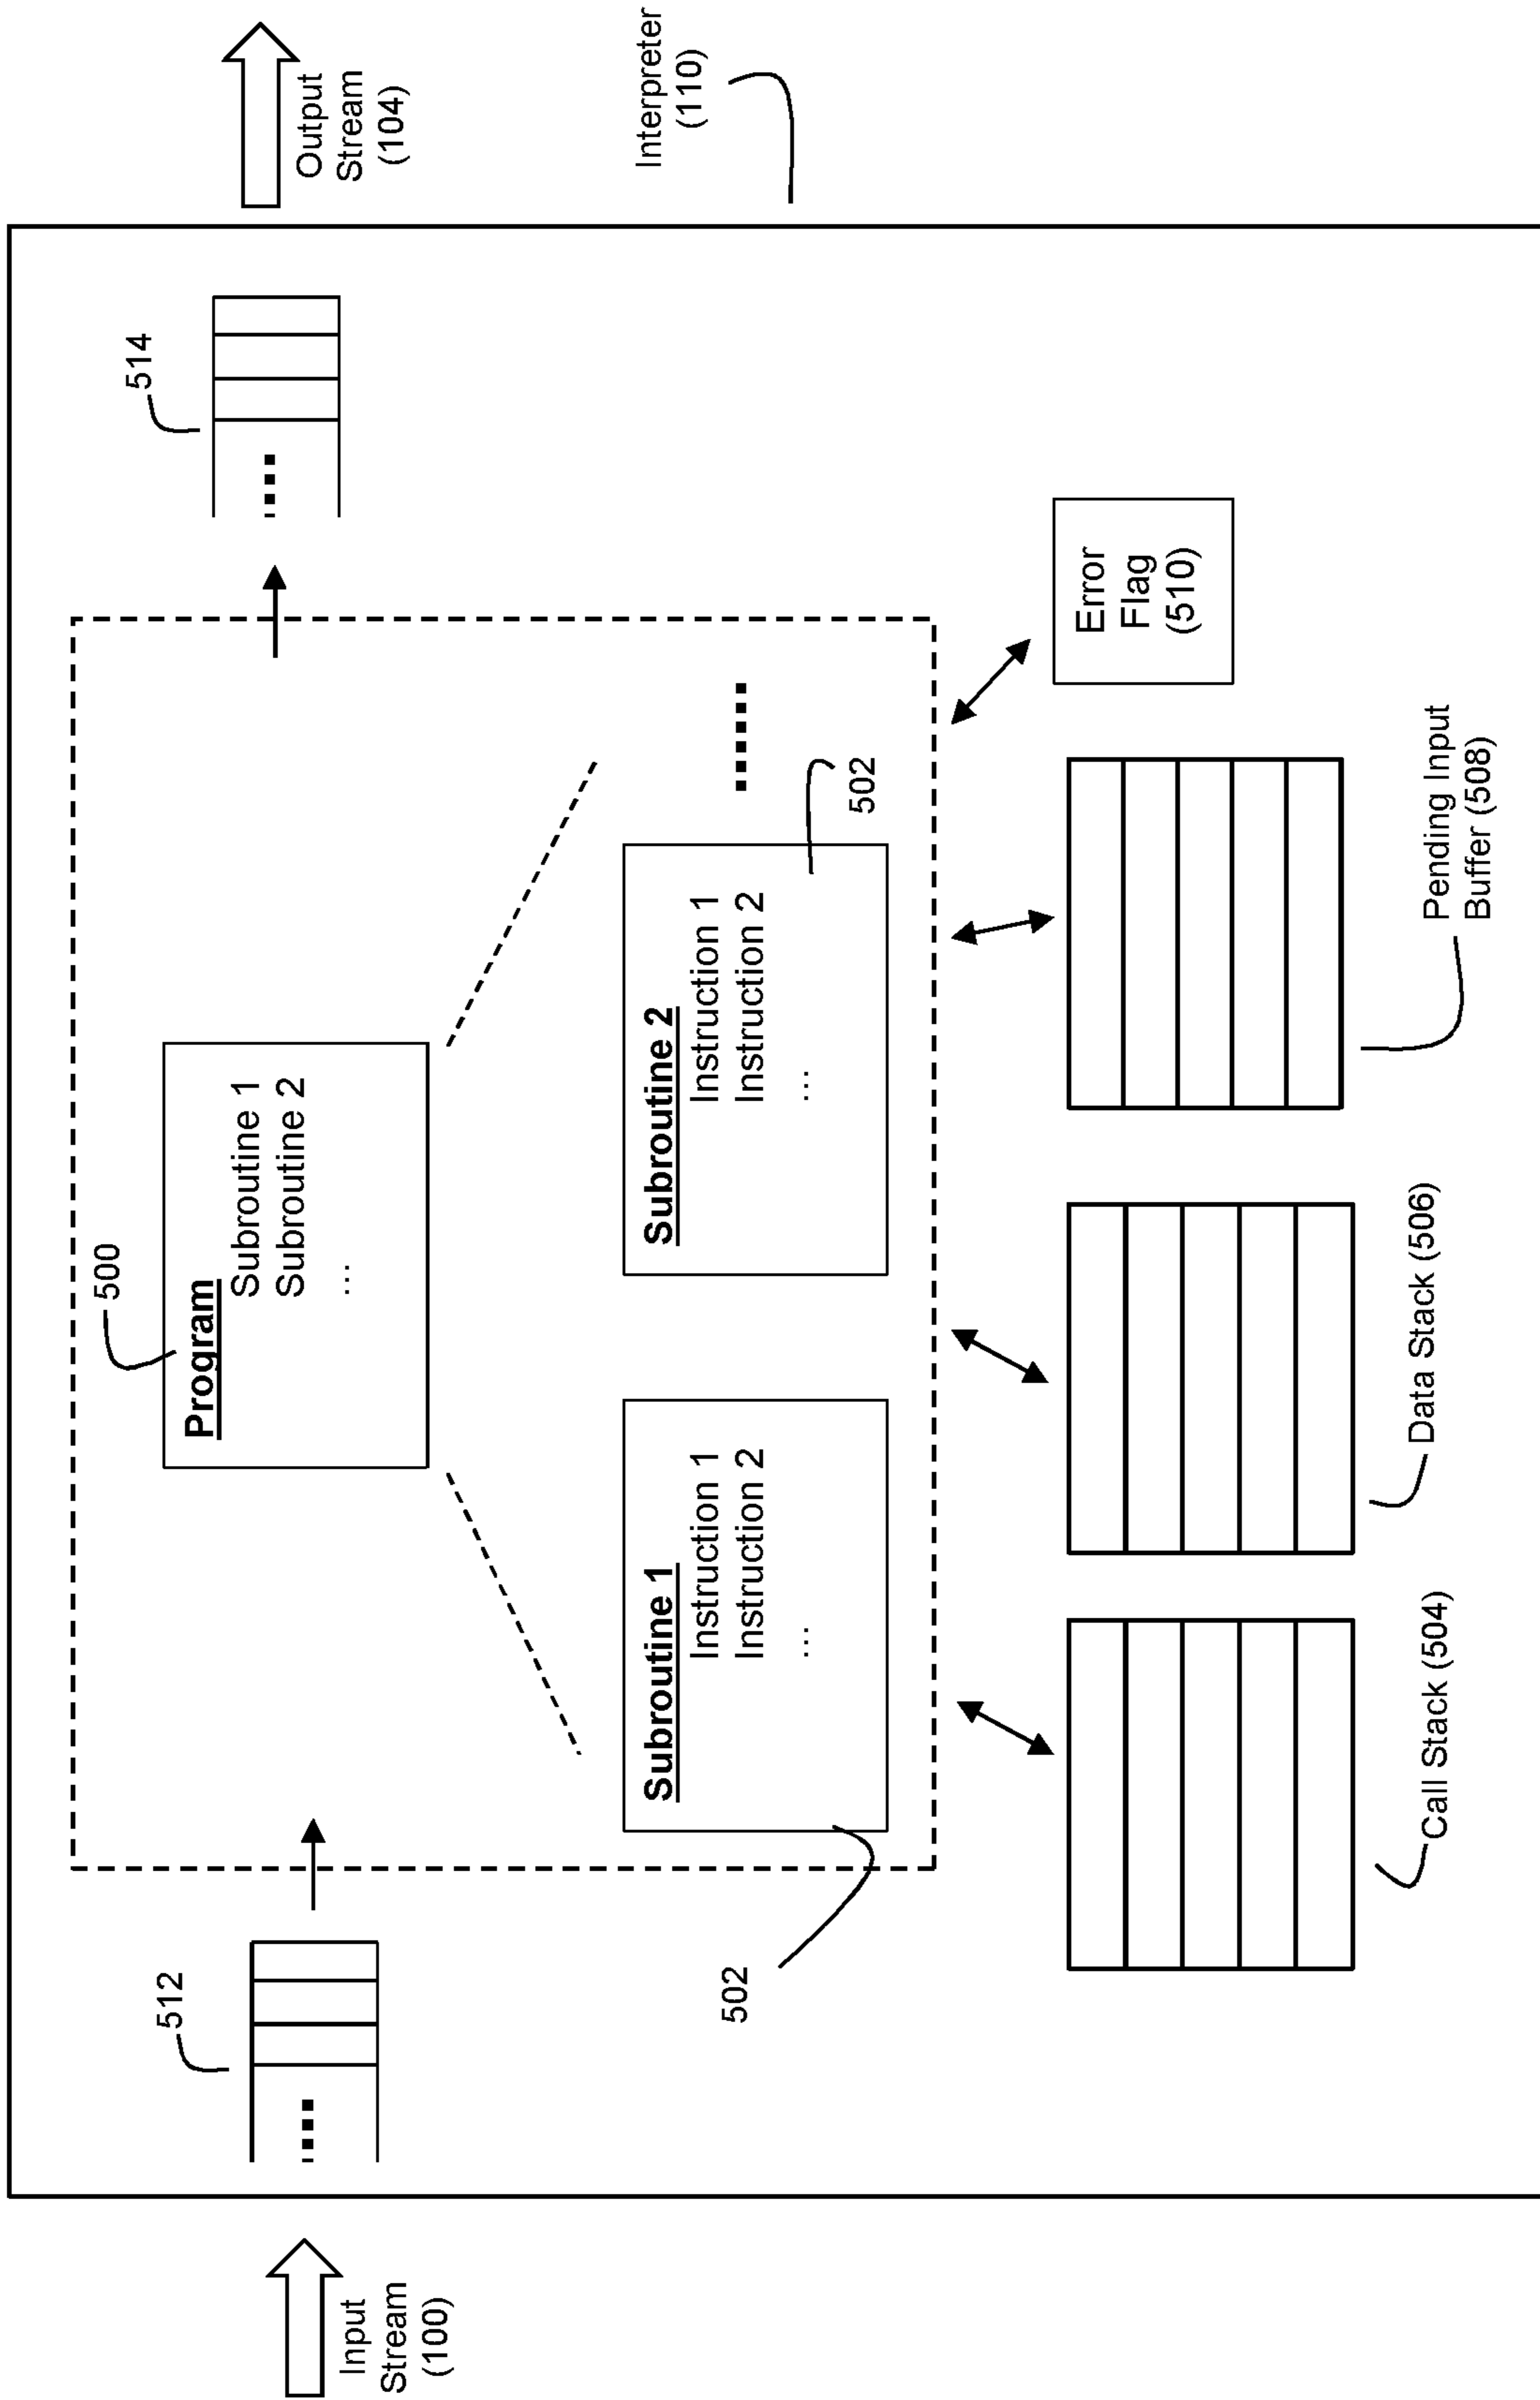 Input
Stream
(100)
512
500
Program
Subroutine 1
Subroutine 2
...
514
Output
Stream
(104)
Interpreter
(110)
Subroutine 1
Instruction 1
Instruction 2
...
502
Subroutine 2
Instruction 1
Instruction 2
...
502
Call Stack (504)
Data Stack (506)
Pending Input
Buffer (508)
Error
Flag
(510)